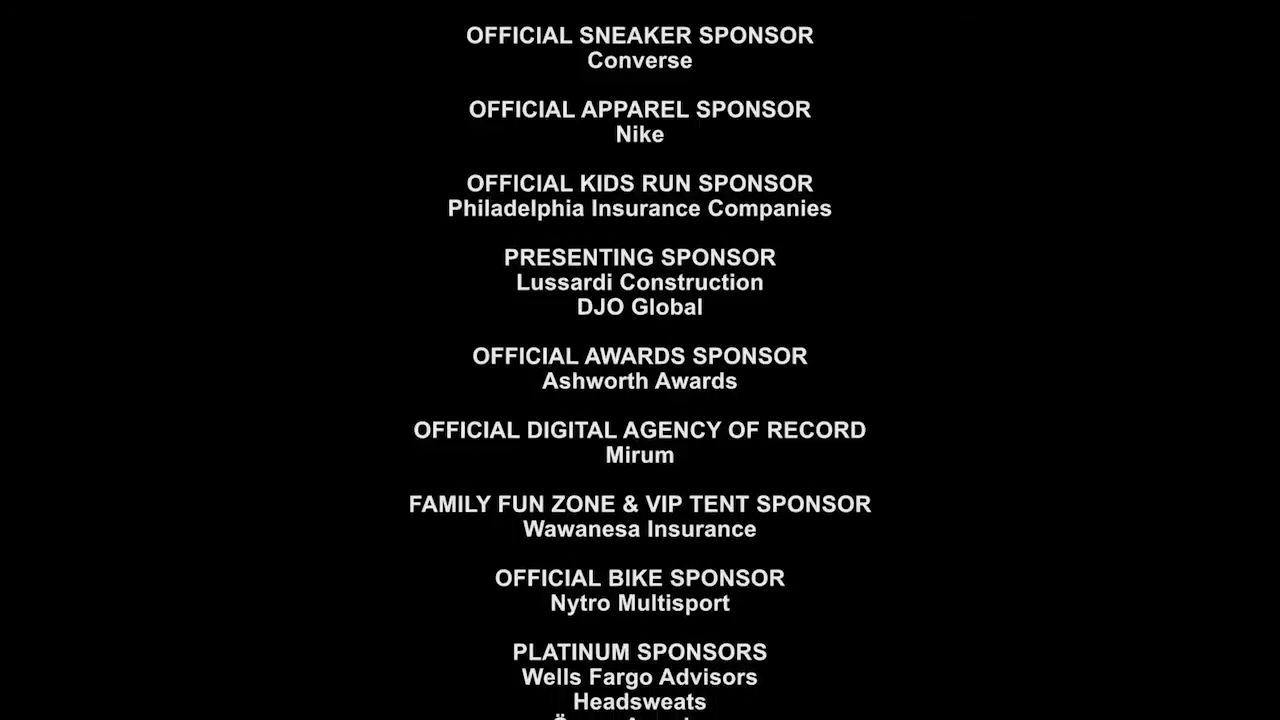 OFFICIAL SNEAKER SPONSOR
Converse
OFFICIAL APPAREL SPONSOR
Nike
OFFICIAL KIDS RUN SPONSOR
Philadelphia Insurance Companies
PRESENTING SPONSOR
Lussardi Construction
DJO Global
OFFICIAL AWARDS SPONSOR
Ashworth Awards
OFFICIAL DIGITAL AGENCY OF RECORD
Mirum
FAMILY FUN ZONE & VIP TENT SPONSOR
Wawanesa Insurance
OFFICIAL BIKE SPONSOR
Nytro Multisport
PLATINUM SPONSORS
Wells Fargo Advisors
Headsweats